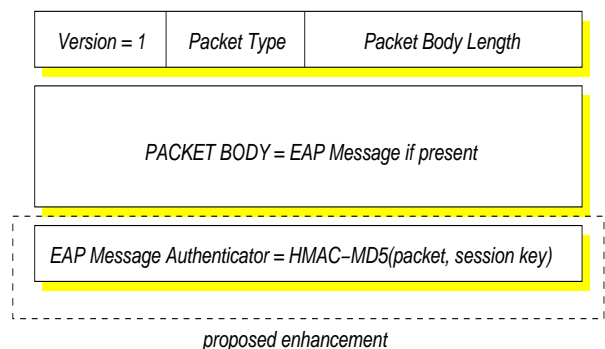 Version = 1 Packet Type Packet Body Length
PACKET BODY = EAP Message if present
EAP Message Authenticator = HMAC−MD5(packet, session key)
proposed enhancement